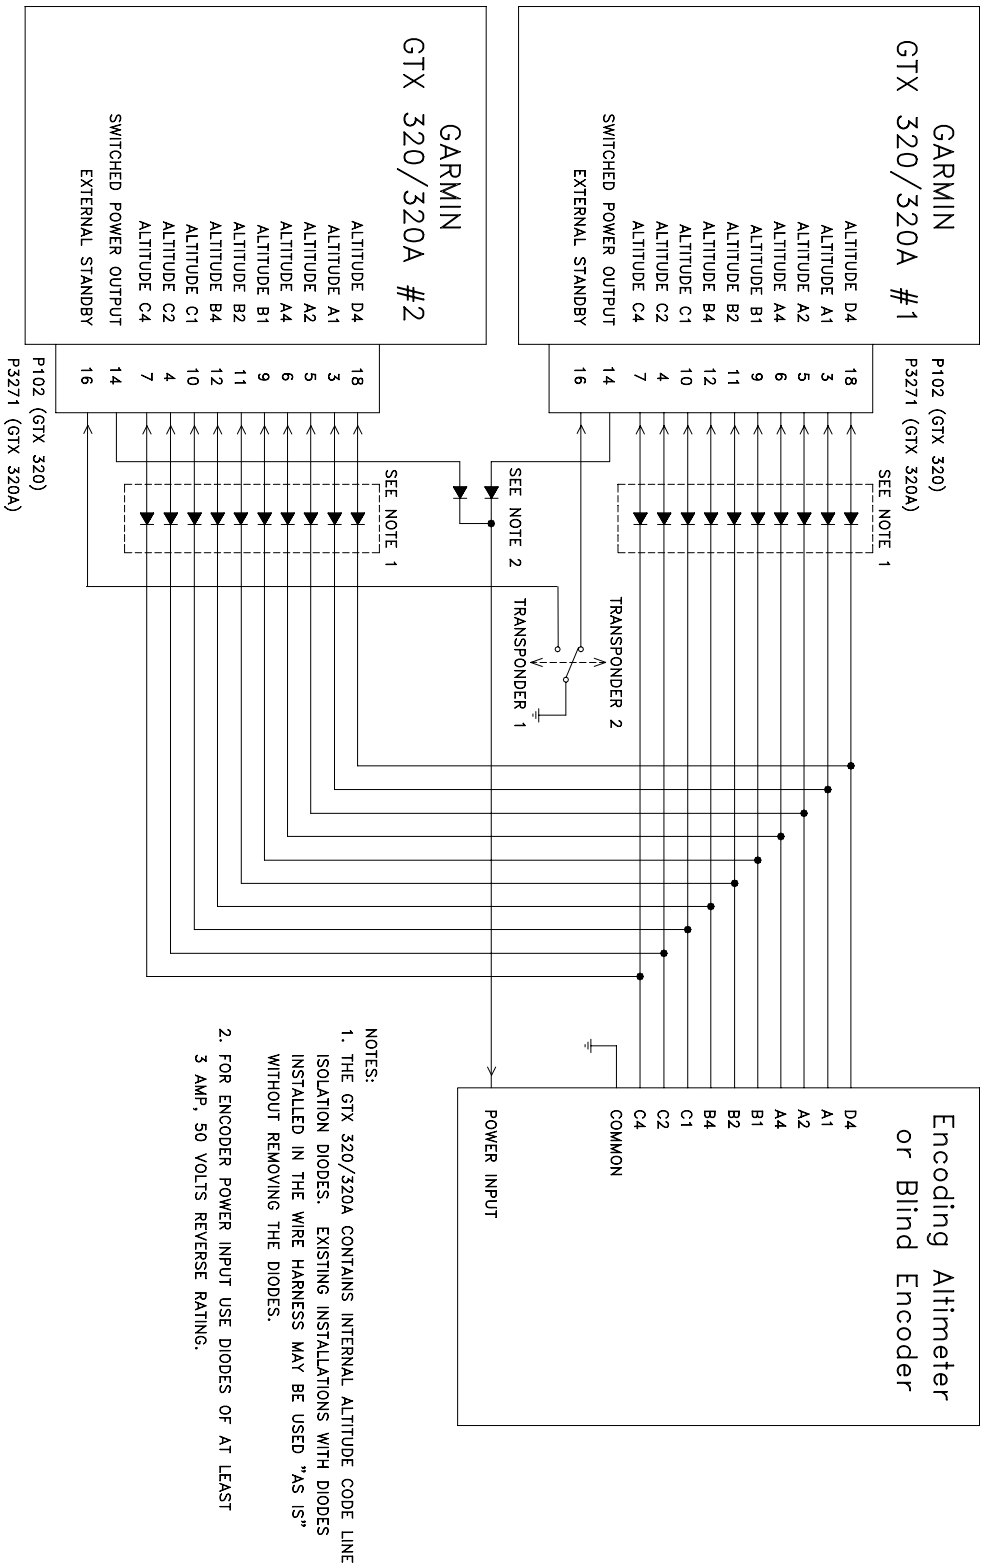 GARMIN
GTX 320/320A #1
P102 (GTX 320)
P3271 (GTX 320A)
SEE NOTE 1
ALTITUDE D4 18
ALTITUDE A1 3
ALTITUDE A2 5
ALTITUDE A4 6
ALTITUDE B1 9
ALTITUDE B2 11
ALTITUDE B4 12
ALTITUDE C1 10
ALTITUDE C2 4
ALTITUDE C4 7
SWITCHED POWER OUTPUT 14
EXTERNAL STANDBY 16
Encoding Altimeter
or Blind Encoder
D4
A1
A2
A4
B1
B2
B4
C1
C2
C4
COMMON
POWER INPUT
TRANSPONDER 2
TRANSPONDER 1
SEE NOTE 2
GARMIN
GTX 320/320A #2
SEE NOTE 1
ALTITUDE D4 18
ALTITUDE A1 3
ALTITUDE A2 5
ALTITUDE A4 6
ALTITUDE B1 9
ALTITUDE B2 11
ALTITUDE B4 12
ALTITUDE C1 10
ALTITUDE C2 4
ALTITUDE C4 7
SWITCHED POWER OUTPUT 14
EXTERNAL STANDBY 16
P102 (GTX 320)
P3271 (GTX 320A)
NOTES:
1. THE GTX 320/320A CONTAINS INTERNAL ALTITUDE CODE LINE
ISOLATION DIODES. EXISTING INSTALLATIONS WITH DIODES
INSTALLED IN THE WIRE HARNESS MAY BE USED "AS IS"
WITHOUT REMOVING THE DIODES.
2. FOR ENCODER POWER INPUT USE DIODES OF AT LEAST
3 AMP, 50 VOLTS REVERSE RATING.